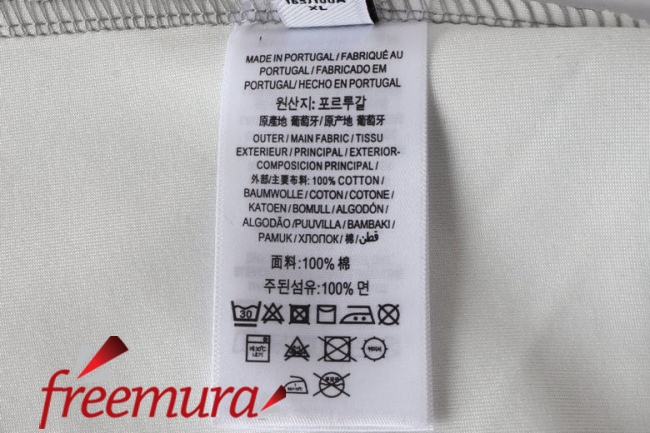 XL
MADE IN PORTUGAL / FABRIQUÉ AU
PORTUGAL / FABRICADO EM
PORTUGAL / HECHO EN PORTUGAL
원산지: 포르투갈
原產地 葡萄牙 / 原产地 葡萄牙
OUTER / MAIN FABRIC / TISSU
EXTERIEUR / PRINCIPAL / EXTERIOR-
COMPOSICIÓN PRINCIPAL /
外部/主要布料: 100% COTTON /
BAUMWOLLE / COTON / COTONE /
KATOEN / BOMULL / ALGODÓN /
ALGODÃO / PUUVILLA / BAMBAKI /
PAMUK / ХЛОПОК / 棉 / قطن
面料:100% 棉
주된섬유:100% 면
30
freemura